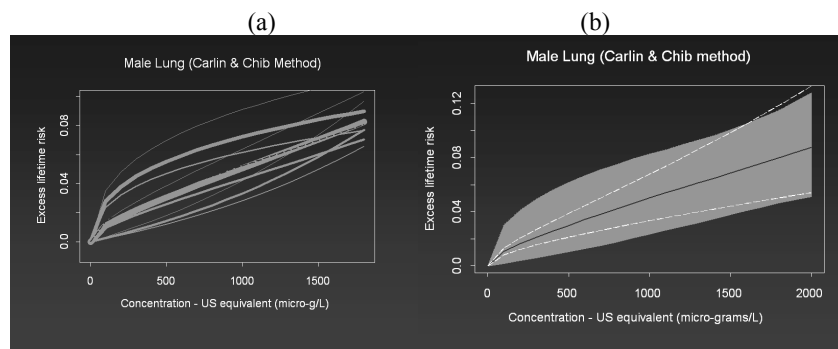 (a)
Male Lung (Carlin & Chib Method)
Excess lifetime risk
0.08
0.04
0.0
0 500 1000 1500
Concentration - US equivalent (micro-g/L)
(b)
Male Lung (Carlin & Chib method)
Excess lifetime risk
0.12
0.08
0.04
0.0
0 500 1000 1500 2000
Concentration - US equivalent (micro-grams/L)